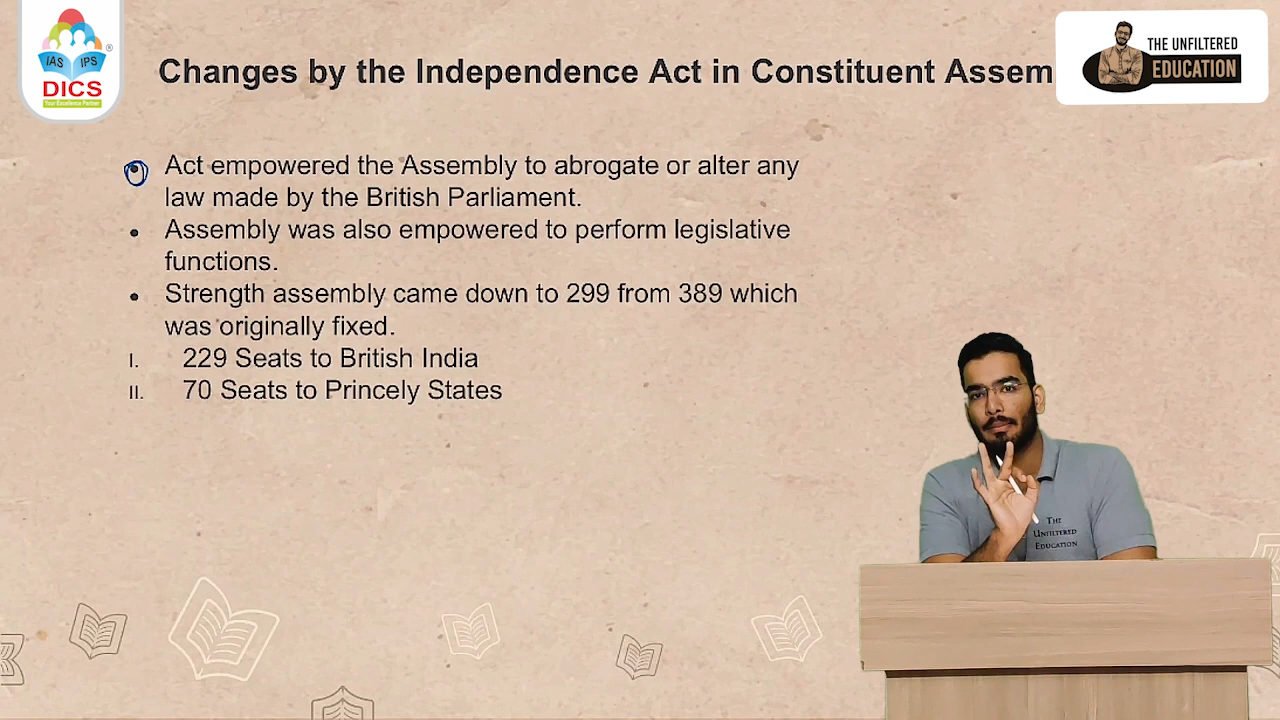 IAS IPS
®
DICS
Your Excellence Partner
Changes by the Independence Act in Constituent Assem
THE UNFILTERED
EDUCATION
• Act empowered the Assembly to abrogate or alter any
law made by the British Parliament.
• Assembly was also empowered to perform legislative
functions.
• Strength assembly came down to 299 from 389 which
was originally fixed.
I. 229 Seats to British India
II. 70 Seats to Princely States
THE
UNFILTERED
EDUCATION